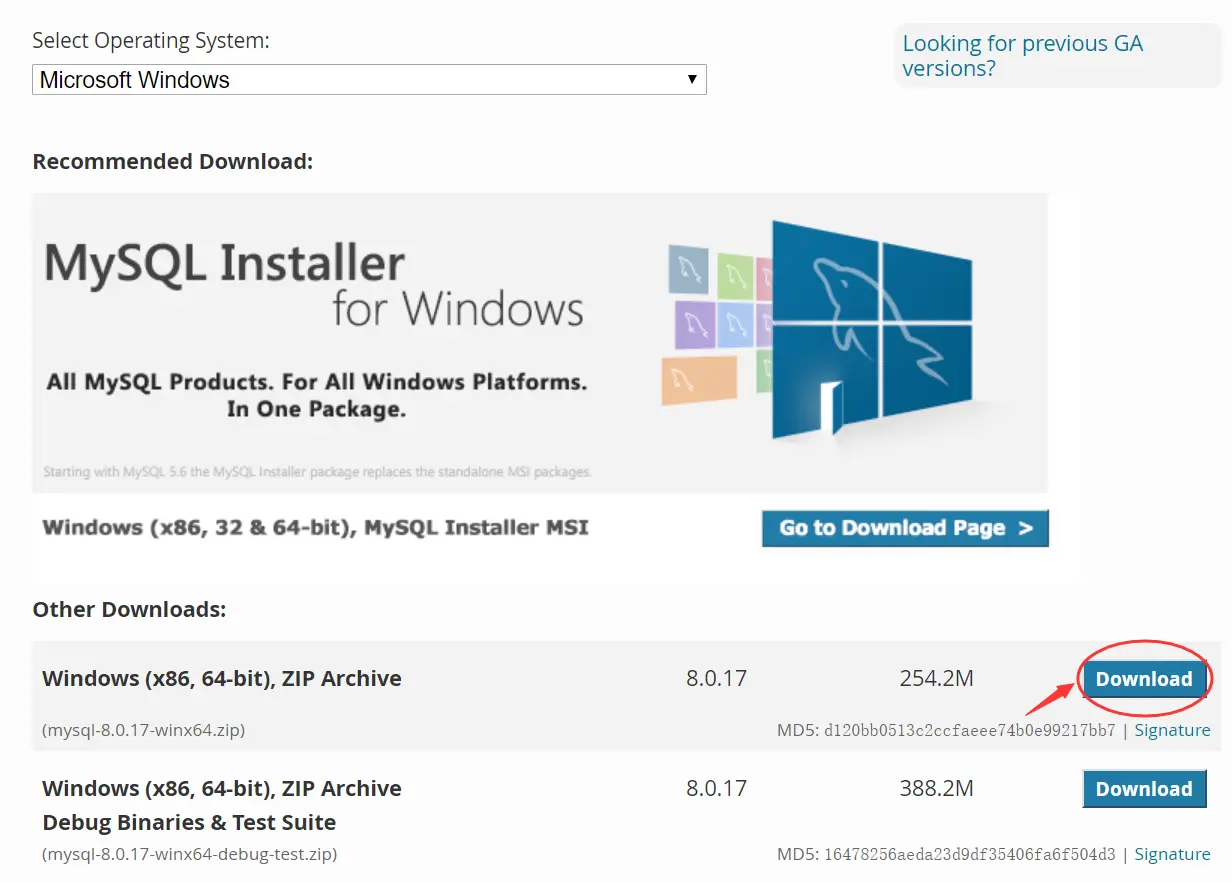 Select Operating System:
Looking for previous GA
versions?
Microsoft Windows
Recommended Download:
MySQL Installer
for Windows
All MySQL Products. For All Windows Platforms.
In One Package.
Starting with MySQL 5.6 the MySQL Installer package replaces the standalone MSI packages.
Windows (x86, 32 & 64-bit), MySQL Installer MSI
Go to Download Page >
Other Downloads:
Windows (x86, 64-bit), ZIP Archive 8.0.17 254.2M Download
(mysql-8.0.17-winx64.zip) MD5: d120bb0513c2ccfaeee74b0e99217bb7 | Signature
Windows (x86, 64-bit), ZIP Archive 8.0.17 388.2M Download
Debug Binaries & Test Suite
(mysql-8.0.17-winx64-debug-test.zip) MD5: 16478256aeda23d9df35406fa6f504d3 | Signature